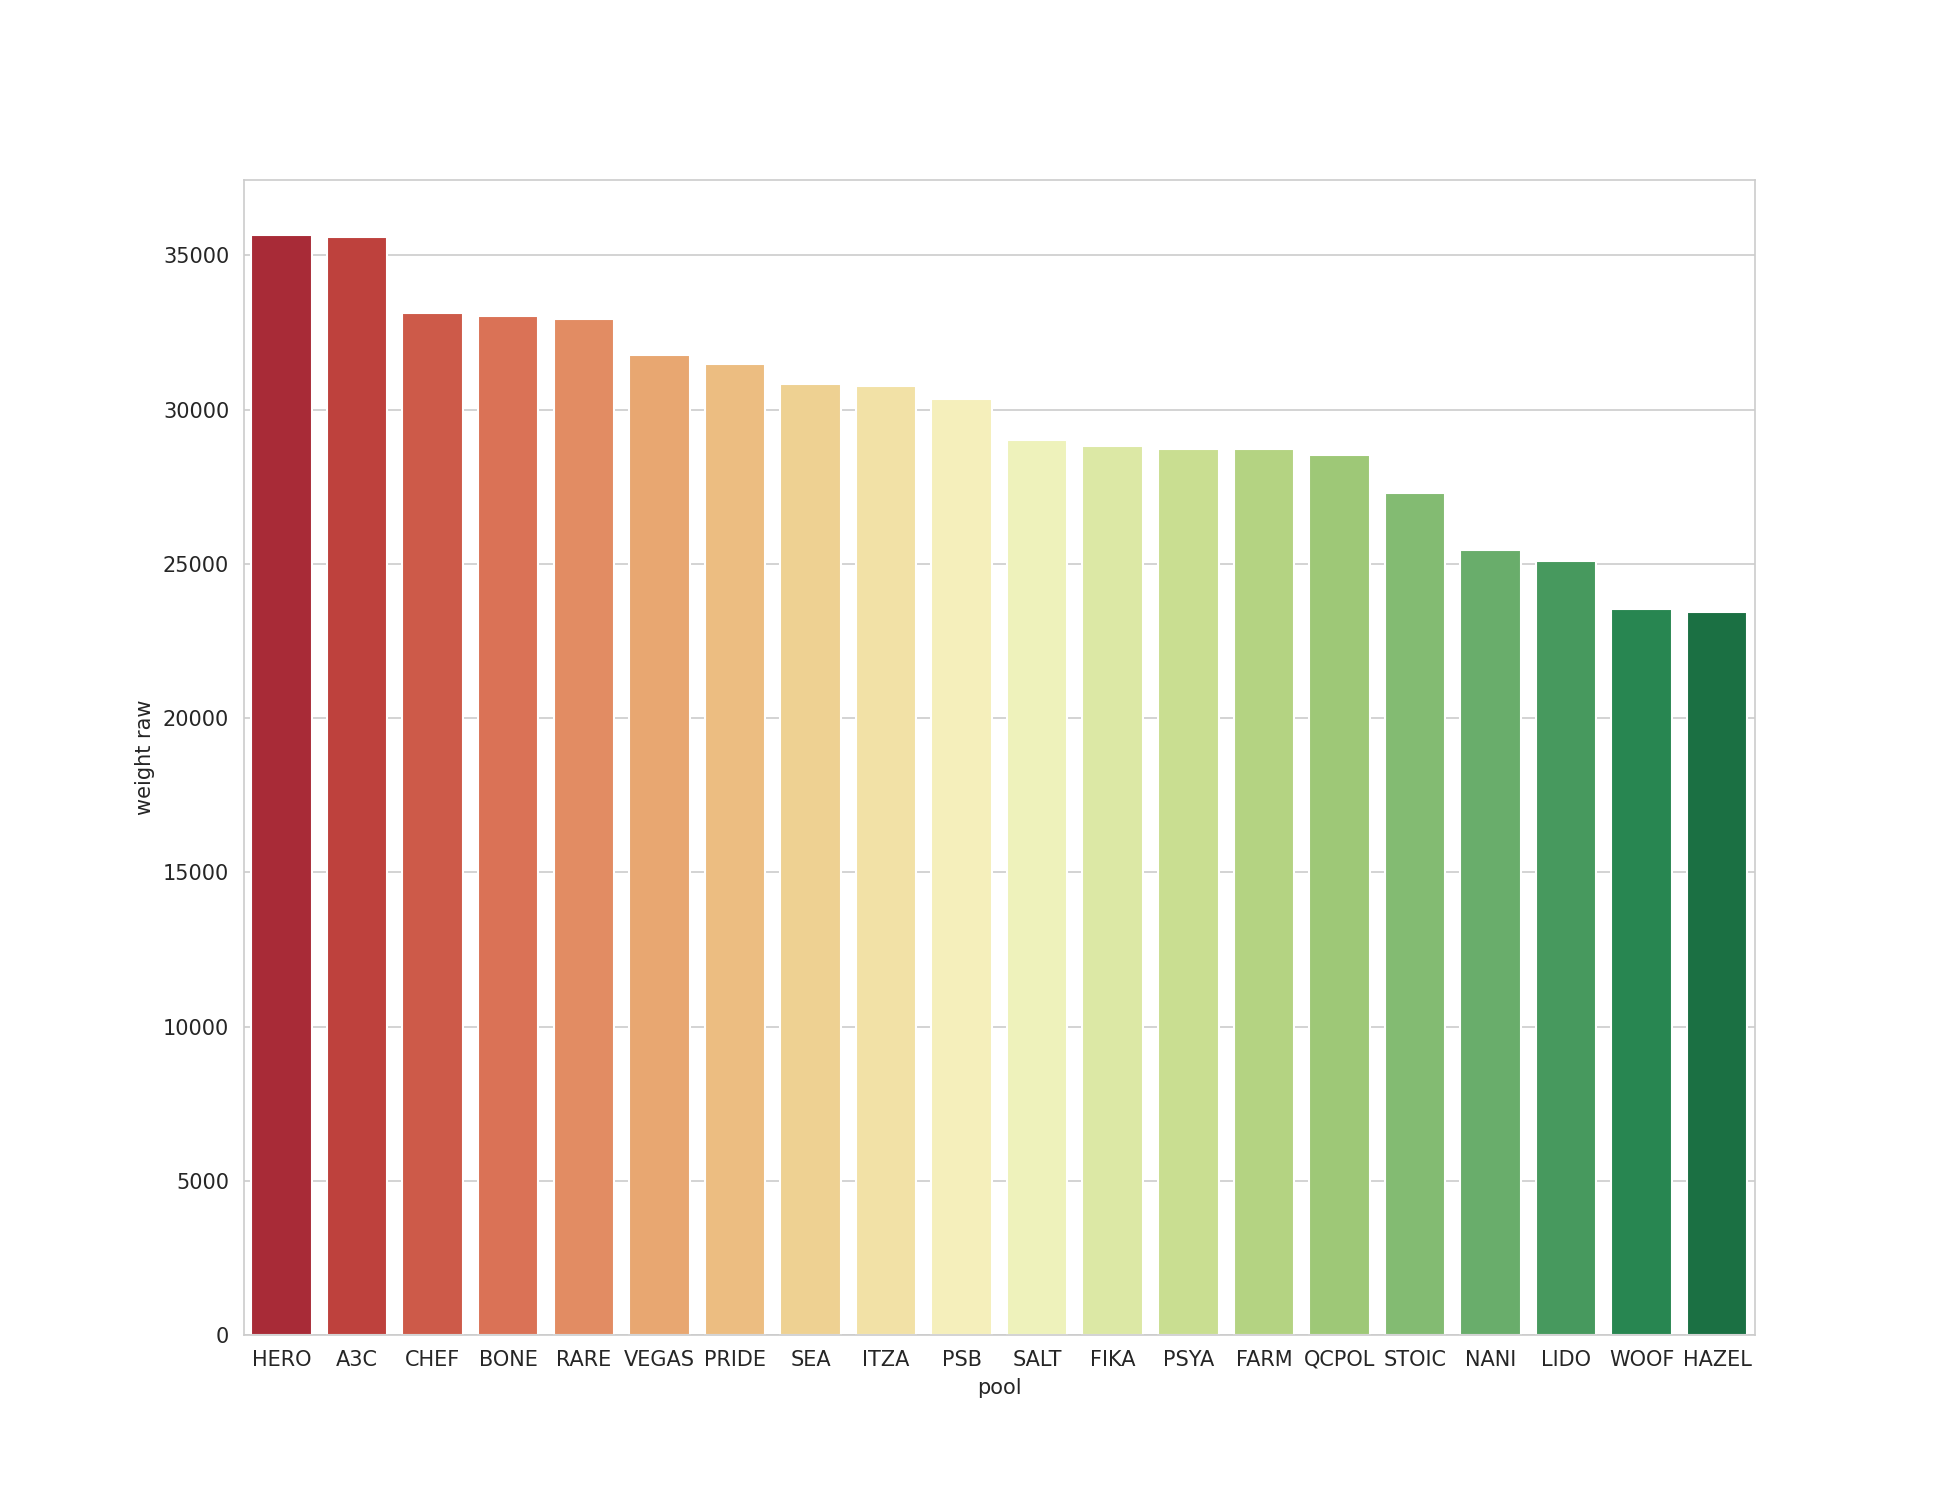 35000
30000
25000
20000
15000
10000
5000
0
weight raw
HERO A3C CHEF BONE RARE VEGAS PRIDE SEA ITZA PSB SALT FIKA PSYA FARM QCPOL STOIC NANI LIDO WOOF HAZEL
pool